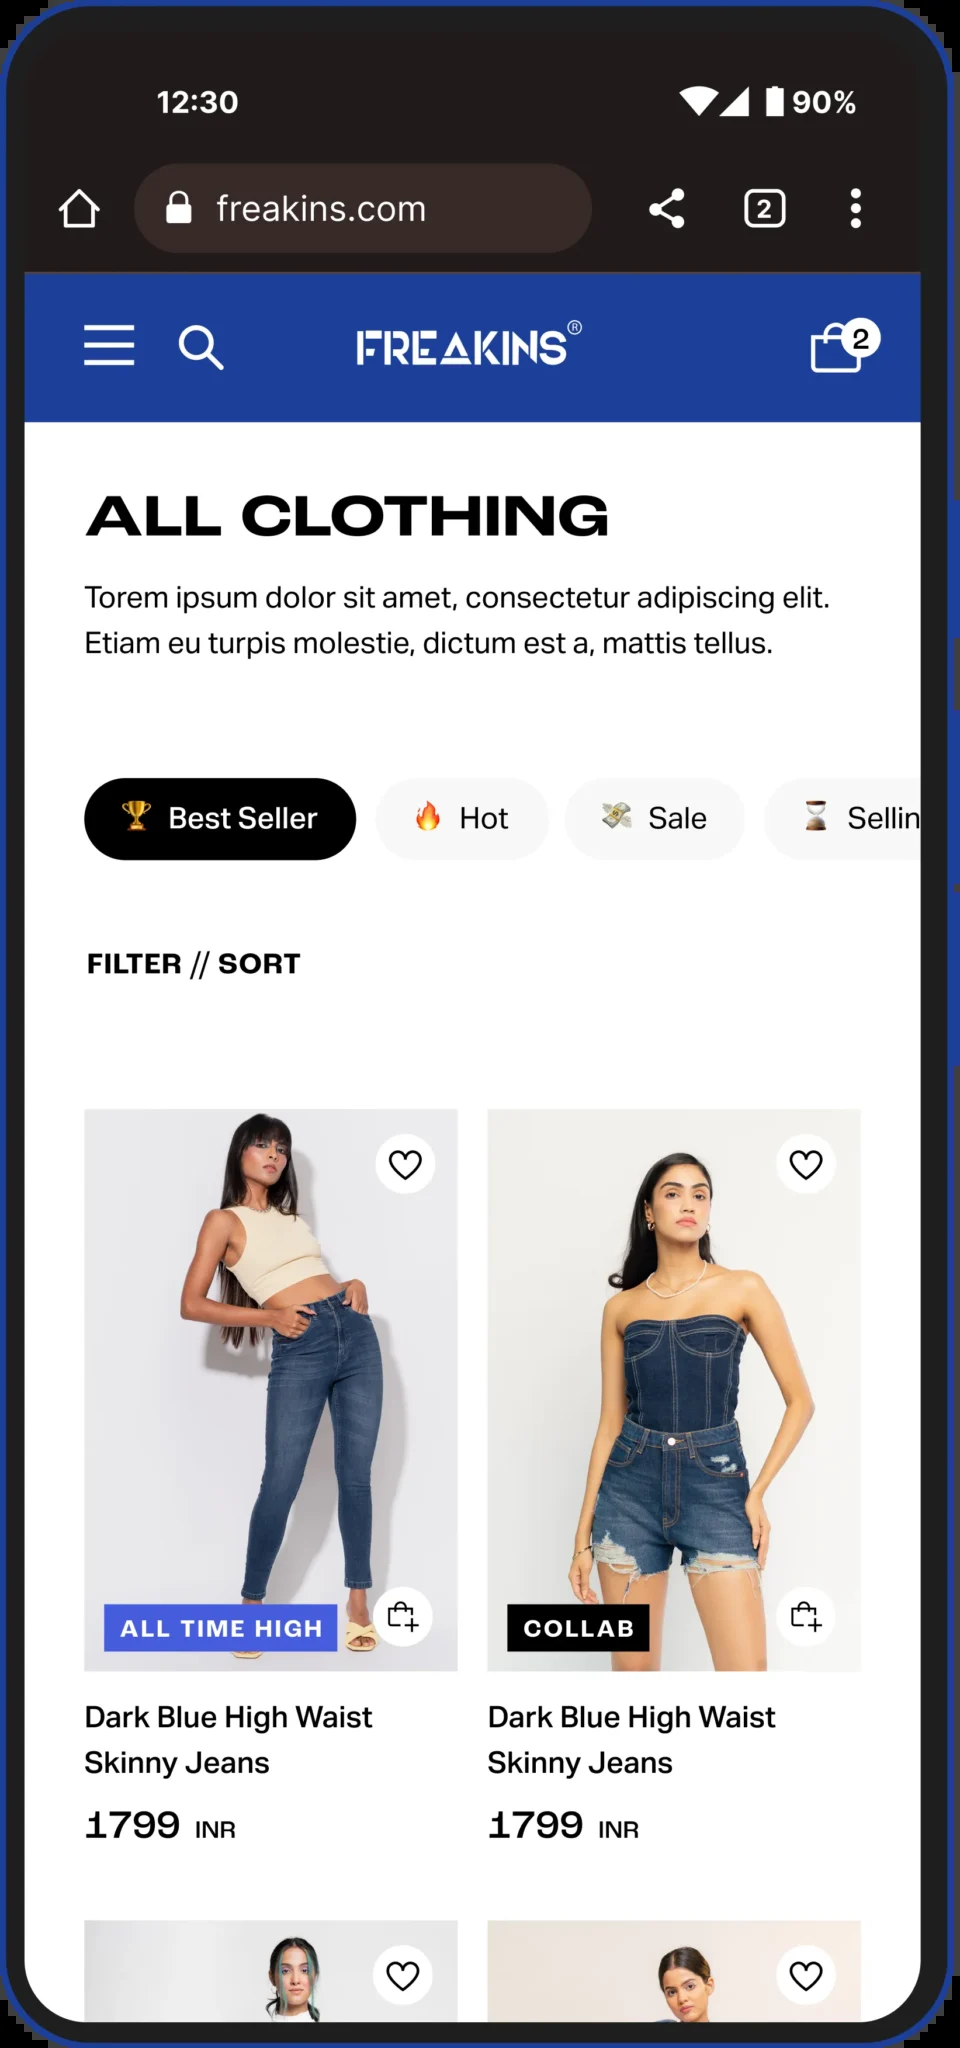 12:30
90%
freakins.com
2
FREAKINS®
2
ALL CLOTHING
Torem ipsum dolor sit amet, consectetur adipiscing elit.
Etiam eu turpis molestie, dictum est a, mattis tellus.
Best Seller
Hot
Sale
Sellin
FILTER // SORT
ALL TIME HIGH
COLLAB
Dark Blue High Waist
Skinny Jeans
1799 INR
Dark Blue High Waist
Skinny Jeans
1799 INR